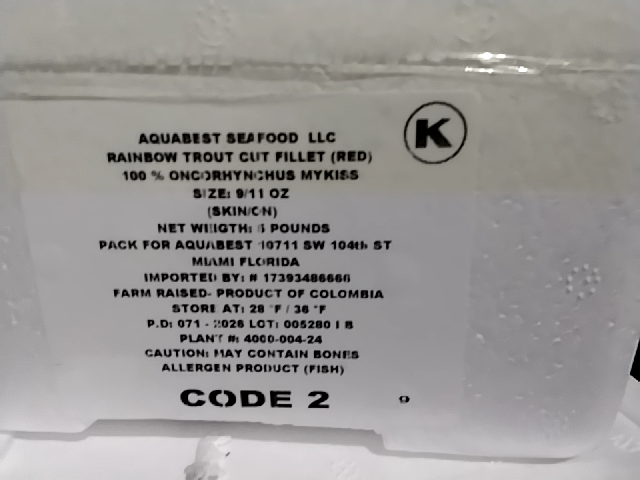 K
AQUABEST SEAFOOD LLC
RAINBOW TROUT CUT FILLET (RED)
100 % ONCORHYNCHUS MYKISS
SIZE: 9/11 OZ
(SKIN/ON)
NET WEIGTH: POUNDS
PACK FOR AQUABEST 10711 SW 104th ST
MIAMI FLORIDA
IMPORTED BY: # 17393486666
FARM RAISED- PRODUCT OF COLOMBIA
STORE AT: 28 °F / 36 °F
P.D: 071 - 2026 LOT: 005280 I B
PLANT #: 4000-004-24
CAUTION: MAY CONTAIN BONES
ALLERGEN PRODUCT (FISH)
CODE 2